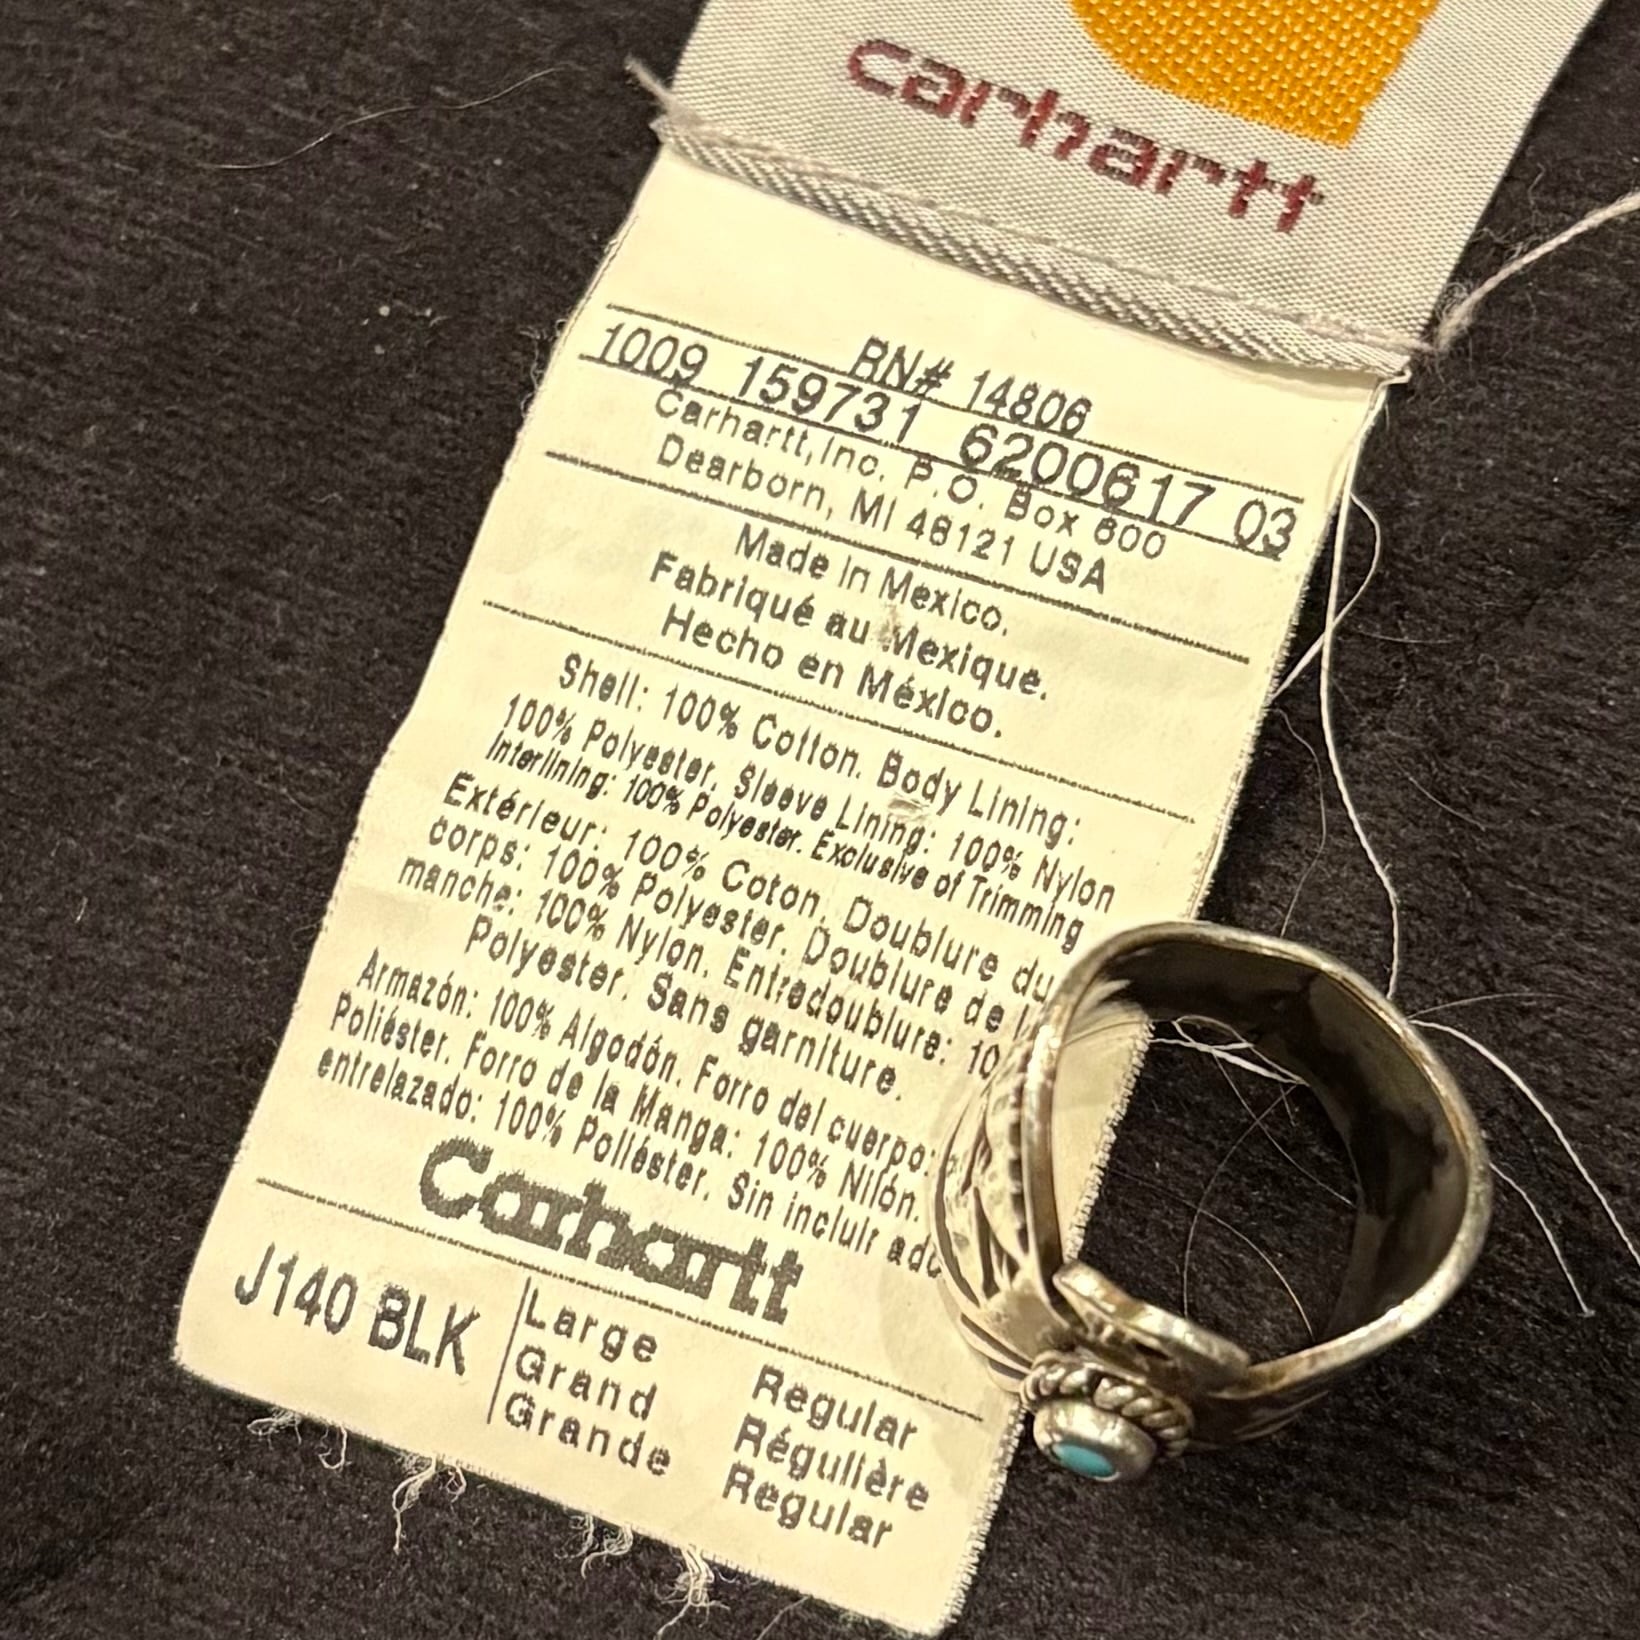 carhartt
RN# 14806
1009 159731 6200617 03
Carhartt, Inc. P.O. Box 600
Dearborn, MI 48121 USA
Made in Mexico.
Fabriqué au Mexique.
Hecho en México.
Shell: 100% Cotton. Body Lining:
100% Polyester. Sleeve Lining: 100% Nylon
Interlining: 100% Polyester. Exclusive of Trimming
Extérieur: 100% Coton. Doublure du
corps: 100% Polyester. Doublure de
manche: 100% Nylon. Entredoublure:
Polyester. Sans garniture.
Armazón: 100% Algodón. Forro del cuerpo:
Poliéster. Forro de la Manga: 100% Nilón.
entrelazado: 100% Poliéster. Sin incluir
Carhartt
J140 BLK
Large Regular
Grand Régulière
Grande Regular